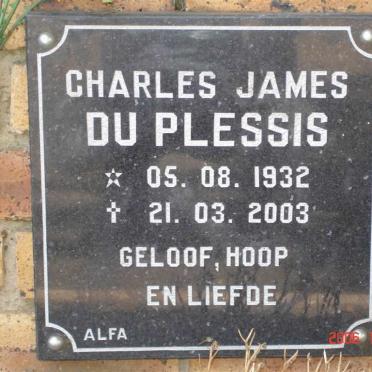 CHARLES JAMES
DU PLESSIS
☆ 05. 08. 1932
✝ 21. 03. 2003
GELOOF, HOOP
EN LIEFDE
ALFA
2006